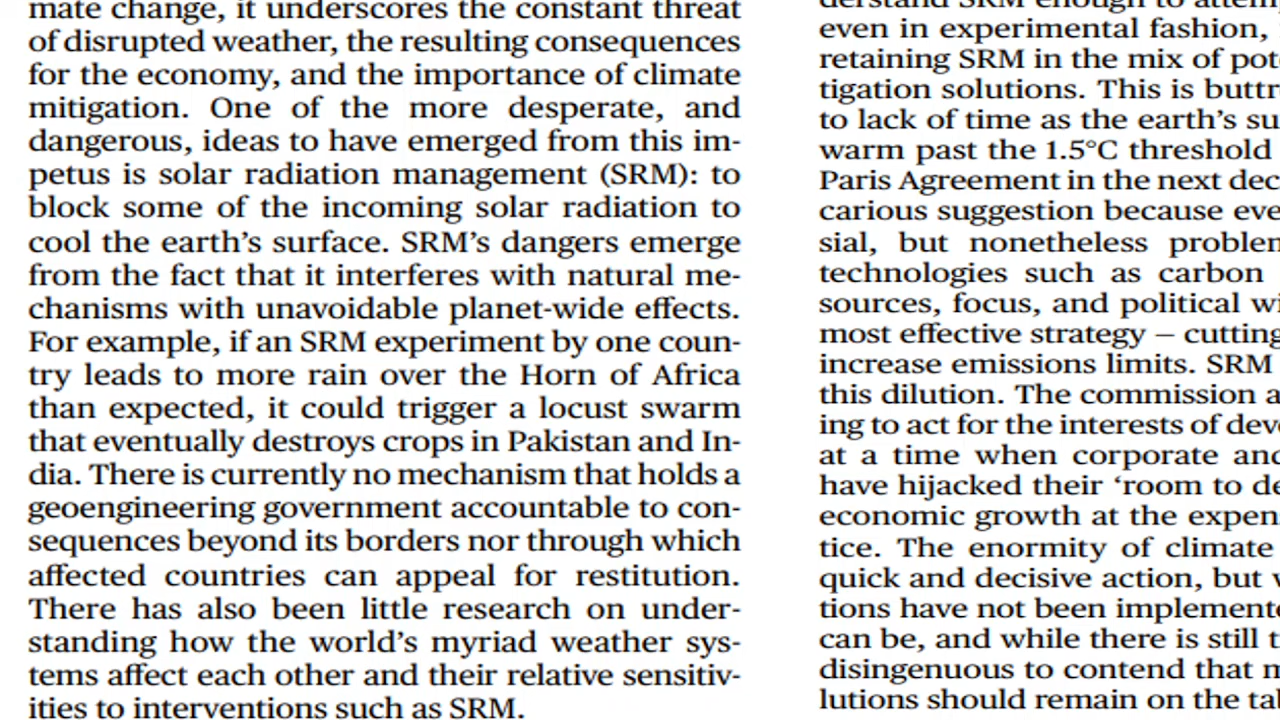 mate change, it underscores the constant threat
of disrupted weather, the resulting consequences
for the economy, and the importance of climate
mitigation. One of the more desperate, and
dangerous, ideas to have emerged from this im-
petus is solar radiation management (SRM): to
block some of the incoming solar radiation to
cool the earth's surface. SRM's dangers emerge
from the fact that it interferes with natural me-
chanisms with unavoidable planet-wide effects.
For example, if an SRM experiment by one coun-
try leads to more rain over the Horn of Africa
than expected, it could trigger a locust swarm
that eventually destroys crops in Pakistan and In-
dia. There is currently no mechanism that holds a
geoengineering government accountable to con-
sequences beyond its borders nor through which
affected countries can appeal for restitution.
There has also been little research on under-
standing how the world's myriad weather sys-
tems affect each other and their relative sensitiv-
ities to interventions such as SRM.
derstand SRM enough to
even in experimental fashion,
retaining SRM in the mix of
tigation solutions. This is
to lack of time as the earth's
warm past the 1.5°C threshold
Paris Agreement in the next
carious suggestion because
sial, but nonetheless
technologies such as carbon
sources, focus, and political
most effective strategy – cutting
increase emissions limits. SRM
this dilution. The commission
ing to act for the interests of
at a time when corporate
have hijacked their 'room to
economic growth at the
tice. The enormity of climate
quick and decisive action, but
tions have not been
can be, and while there is still
disingenuous to contend that
lutions should remain on the